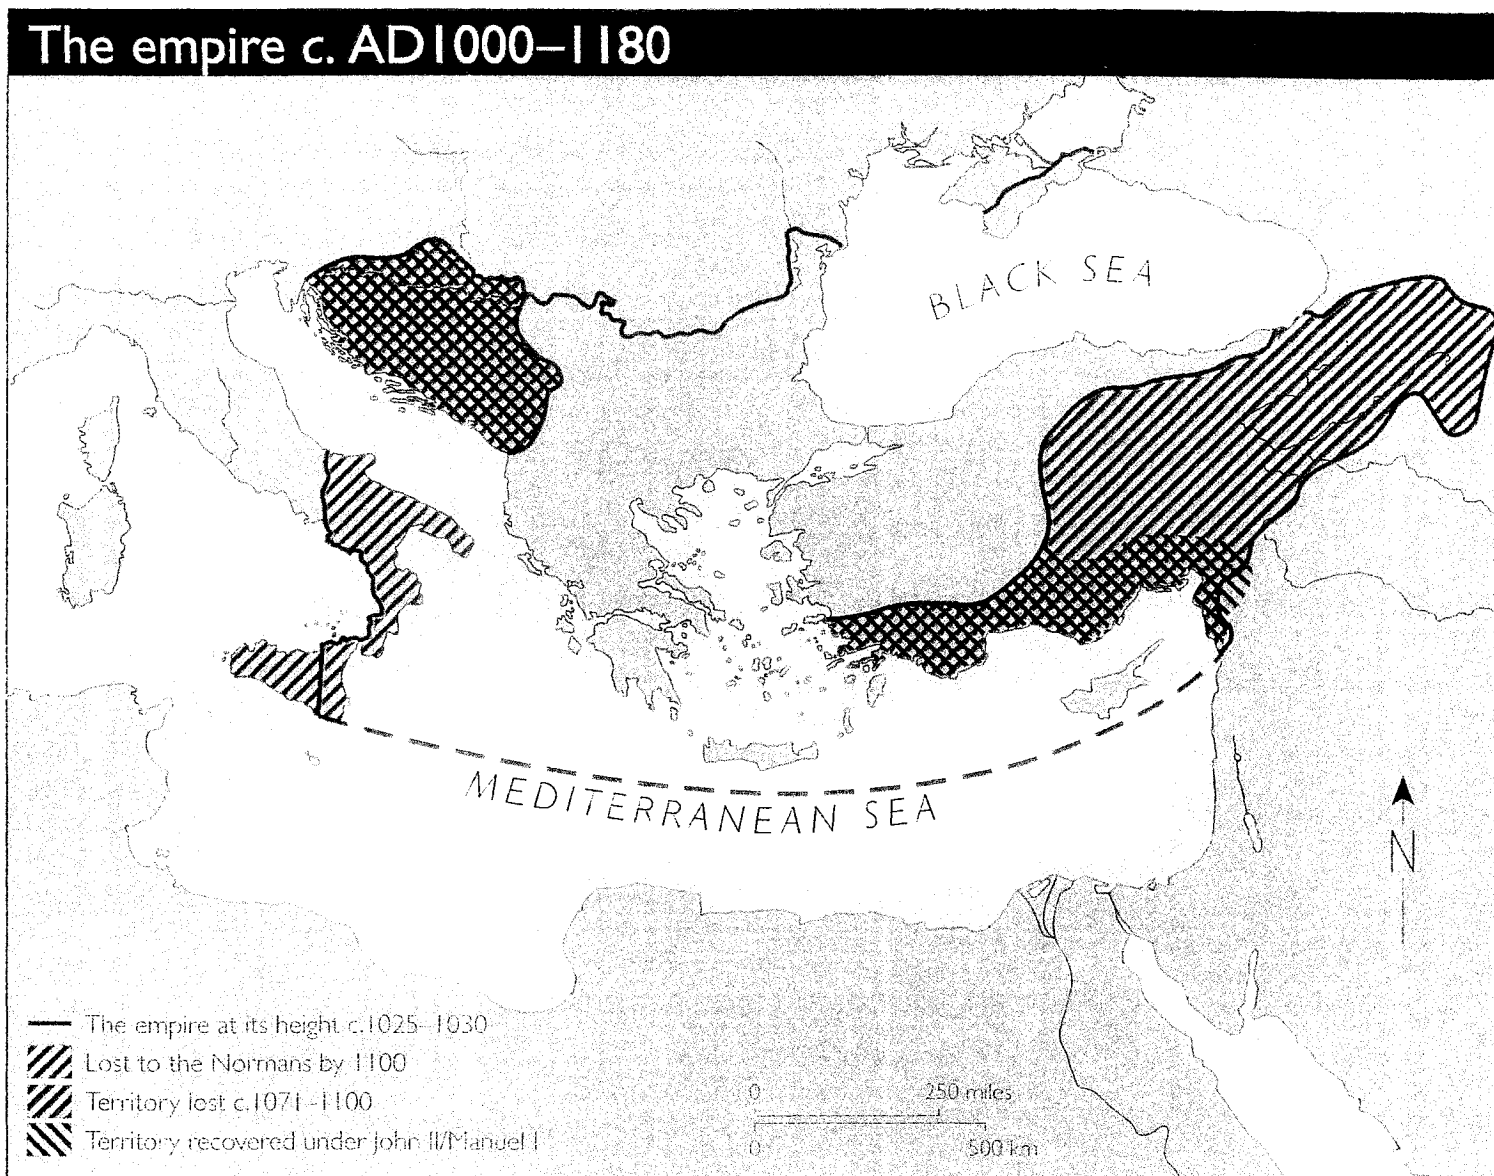 The empire c. AD1000–1180
BLACK SEA
MEDITERRANEAN SEA
N
The empire at its height c.1025–1030
Lost to the Normans by 1100
Territory lost c.1071–1100
Territory recovered under John II/Manuel I
0 250 miles
0 500 km